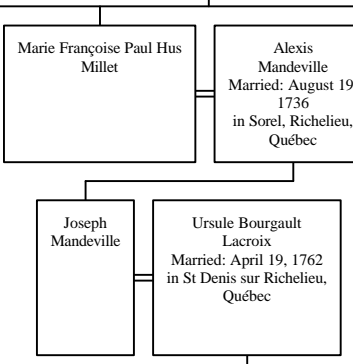 Marie Françoise Paul Hus
Millet
Alexis
Mandeville
Married: August 19
1736
in Sorel, Richelieu,
Québec
Joseph
Mandeville
Ursule Bourgault
Lacroix
Married: April 19, 1762
in St Denis sur Richelieu,
Québec